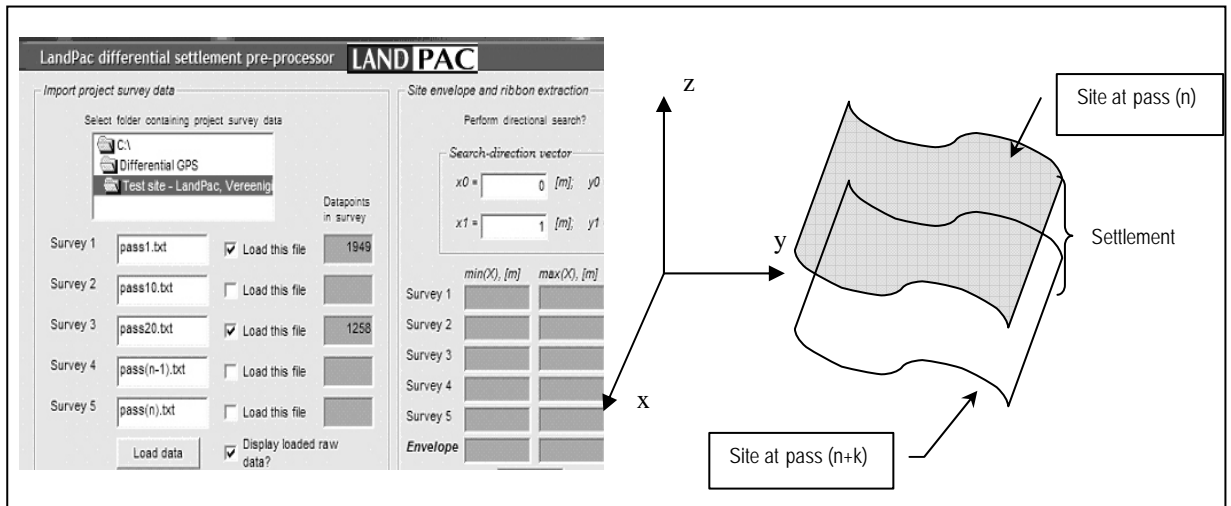 LandPac differential settlement pre-processor LAND PAC
Import project survey data
Select folder containing project survey data
C:\
Differential GPS
Test site - LandPac, Vereenig
Datapoints
in survey
Survey 1 pass1.txt Load this file 1949
Survey 2 pass10.txt Load this file
Survey 3 pass20.txt Load this file 1258
Survey 4 pass(n-1).txt Load this file
Survey 5 pass(n).txt Load this file
Load data Display loaded raw
data?
Site envelope and ribbon extraction
Perform directional search?
Search-direction vector
x0 = 0 [m]; y0
x1 = 1 [m]; y1
min(X), [m] max(X), [m]
Survey 1
Survey 2
Survey 3
Survey 4
Survey 5
Envelope
z
y
x
Site at pass (n)
Settlement
Site at pass (n+k)